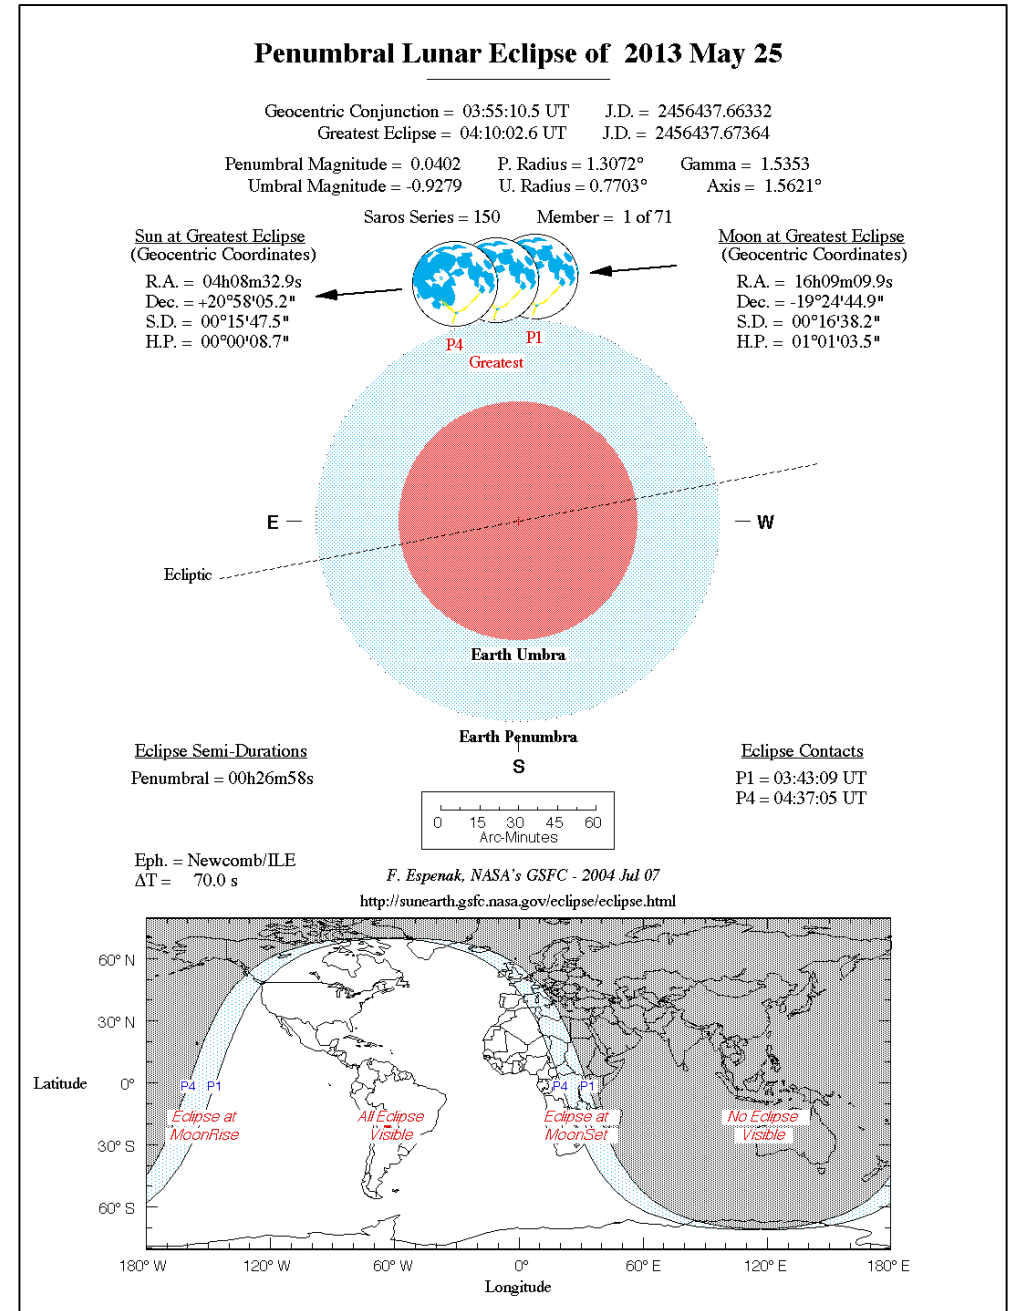 Penumbral Lunar Eclipse of 2013 May 25
Geocentric Conjunction = 03:55:10.5 UT J.D. = 2456437.66332
Greatest Eclipse = 04:10:02.6 UT J.D. = 2456437.67364
Penumbral Magnitude = 0.0402 P. Radius = 1.3072° Gamma = 1.5353
Umbral Magnitude = -0.9279 U. Radius = 0.7703° Axis = 1.5621°
Saros Series = 150 Member = 1 of 71
Sun at Greatest Eclipse
(Geocentric Coordinates)
R.A. = 04h08m32.9s
Dec. = +20°58'05.2"
S.D. = 00°15'47.5"
H.P. = 00°00'08.7"
Moon at Greatest Eclipse
(Geocentric Coordinates)
R.A. = 16h09m09.9s
Dec. = -19°24'44.9"
S.D. = 00°16'38.2"
H.P. = 01°01'03.5"
P4 P1
Greatest
E W
Ecliptic
Earth Umbra
Earth Penumbra
S
Eclipse Semi-Durations
Penumbral = 00h26m58s
Eclipse Contacts
P1 = 03:43:09 UT
P4 = 04:37:05 UT
0 15 30 45 60
Arc-Minutes
Eph. = Newcomb/ILE
ΔT = 70.0 s
F. Espenak, NASA's GSFC - 2004 Jul 07
http://sunearth.gsfc.nasa.gov/eclipse/eclipse.html
60° N
30° N
Latitude 0°
30° S
60° S
P4 P1 P4 P1
Eclipse at
MoonRise
All Eclipse
Visible
Eclipse at
MoonSet
No Eclipse
Visible
180° W 120° W 60° W 0° 60° E 120° E 180° E
Longitude